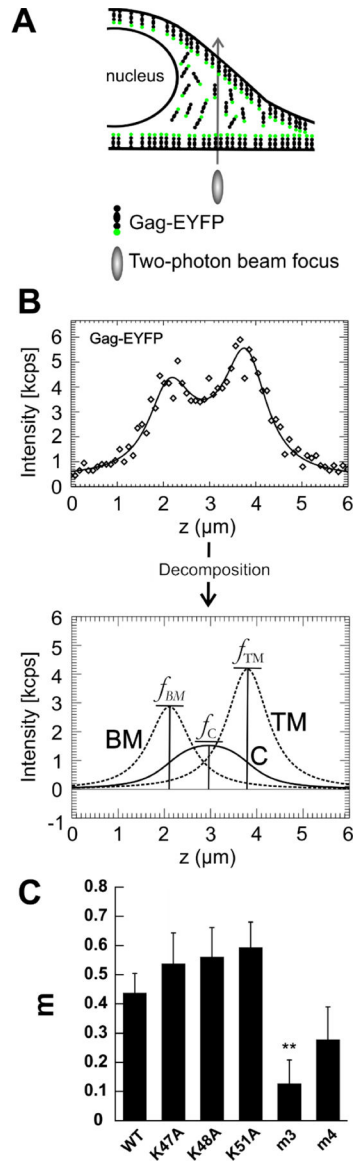 A
nucleus
Gag-EYFP
Two-photon beam focus
B
Gag-EYFP
Intensity [kcps]
6
5
4
3
2
1
0
0 1 2 3 4 5 6
z (µm)
Decomposition
Intensity [kcps]
6
5
4
3
2
1
0
-1
BM
fBM
fC
C
fTM
TM
0 1 2 3 4 5 6
z (µm)
C
m
0.8
0.7
0.6
0.5
0.4
0.3
0.2
0.1
0
**
WT K47A K48A K51A m3 m4